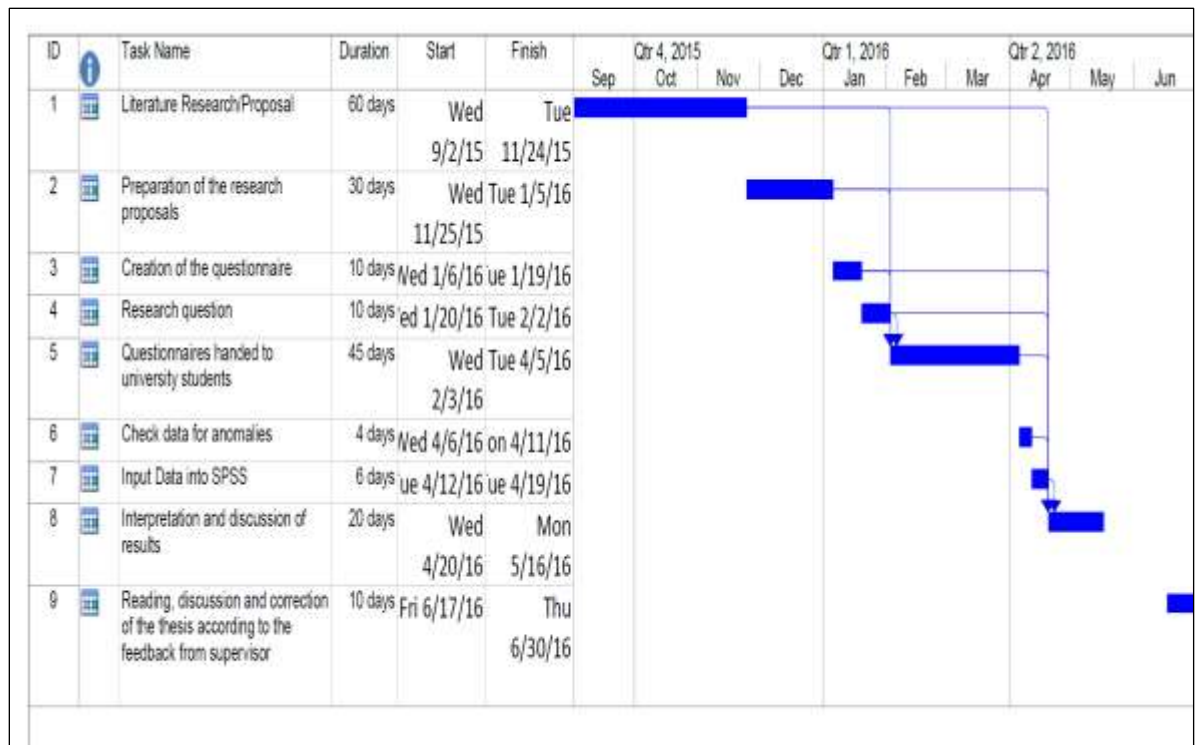 ID Task Name Duration Start Finish Qtr 4, 2015 Qtr 1, 2016 Qtr 2, 2016
Sep Oct Nov Dec Jan Feb Mar Apr May Jun
1 Literature Research/Proposal 60 days Wed Tue
9/2/15 11/24/15
2 Preparation of the research 30 days Wed Tue 1/5/16
proposals
11/25/15
3 Creation of the questionnaire 10 days Wed 1/6/16 ue 1/19/16
4 Research question 10 days ed 1/20/16 Tue 2/2/16
5 Questionnaires handed to 45 days Wed Tue 4/5/16
university students
2/3/16
6 Check data for anomalies 4 days Wed 4/6/16 on 4/11/16
7 Input Data into SPSS 6 days ue 4/12/16 ue 4/19/16
8 Interpretation and discussion of 20 days Wed Mon
results
4/20/16 5/16/16
9 Reading, discussion and correction 10 days Fri 6/17/16 Thu
of the thesis according to the
feedback from supervisor 6/30/16